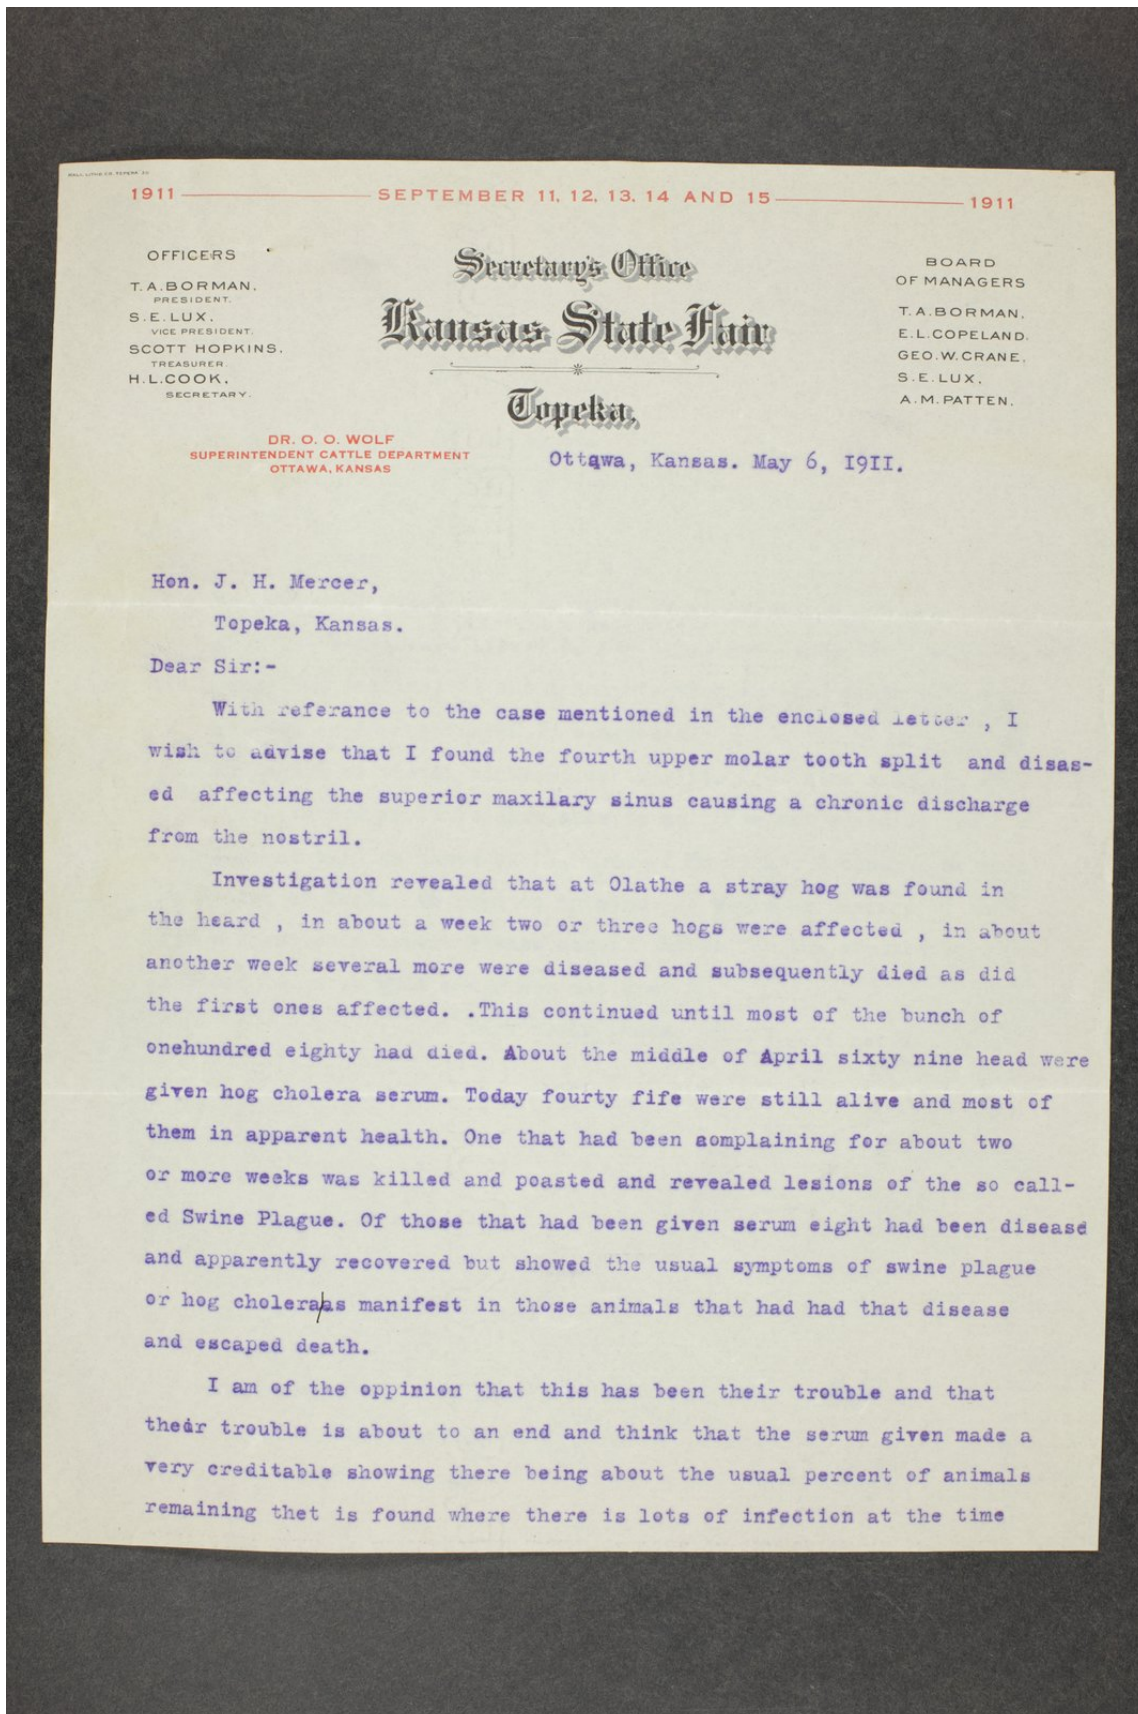 HALL LITHO CO. TOPEKA
1911 SEPTEMBER 11, 12, 13, 14 AND 15 1911
OFFICERS
T. A. BORMAN,
PRESIDENT.
S. E. LUX,
VICE PRESIDENT.
SCOTT HOPKINS,
TREASURER.
H. L. COOK,
SECRETARY.
Secretary's Office
Kansas State Fair
Topeka,
BOARD
OF MANAGERS
T. A. BORMAN,
E. L. COPELAND,
GEO. W. CRANE,
S. E. LUX,
A. M. PATTEN.
DR. O. O. WOLF
SUPERINTENDENT CATTLE DEPARTMENT
OTTAWA, KANSAS
Ottawa, Kansas. May 6, I9II.
Hon. J. H. Mercer,
Topeka, Kansas.
Dear Sir:-
With referance to the case mentioned in the enclosed letter , I
wish to advise that I found the fourth upper molar tooth split and disas-
ed affecting the superior maxilary sinus causing a chronic discharge
from the nostril.
Investigation revealed that at Olathe a stray hog was found in
the heard , in about a week two or three hogs were affected , in about
another week several more were diseased and subsequently died as did
the first ones affected. .This continued until most of the bunch of
onehundred eighty had died. About the middle of April sixty nine head were
given hog cholera serum. Today fourty fife were still alive and most of
them in apparent health. One that had been somplaining for about two
or more weeks was killed and poasted and revealed lesions of the so call-
ed Swine Plague. Of those that had been given serum eight had been disease
and apparently recovered but showed the usual symptoms of swine plague
or hog cholera/as manifest in those animals that had had that disease
and escaped death.
I am of the oppinion that this has been their trouble and that
their trouble is about to an end and think that the serum given made a
very creditable showing there being about the usual percent of animals
remaining thet is found where there is lots of infection at the time